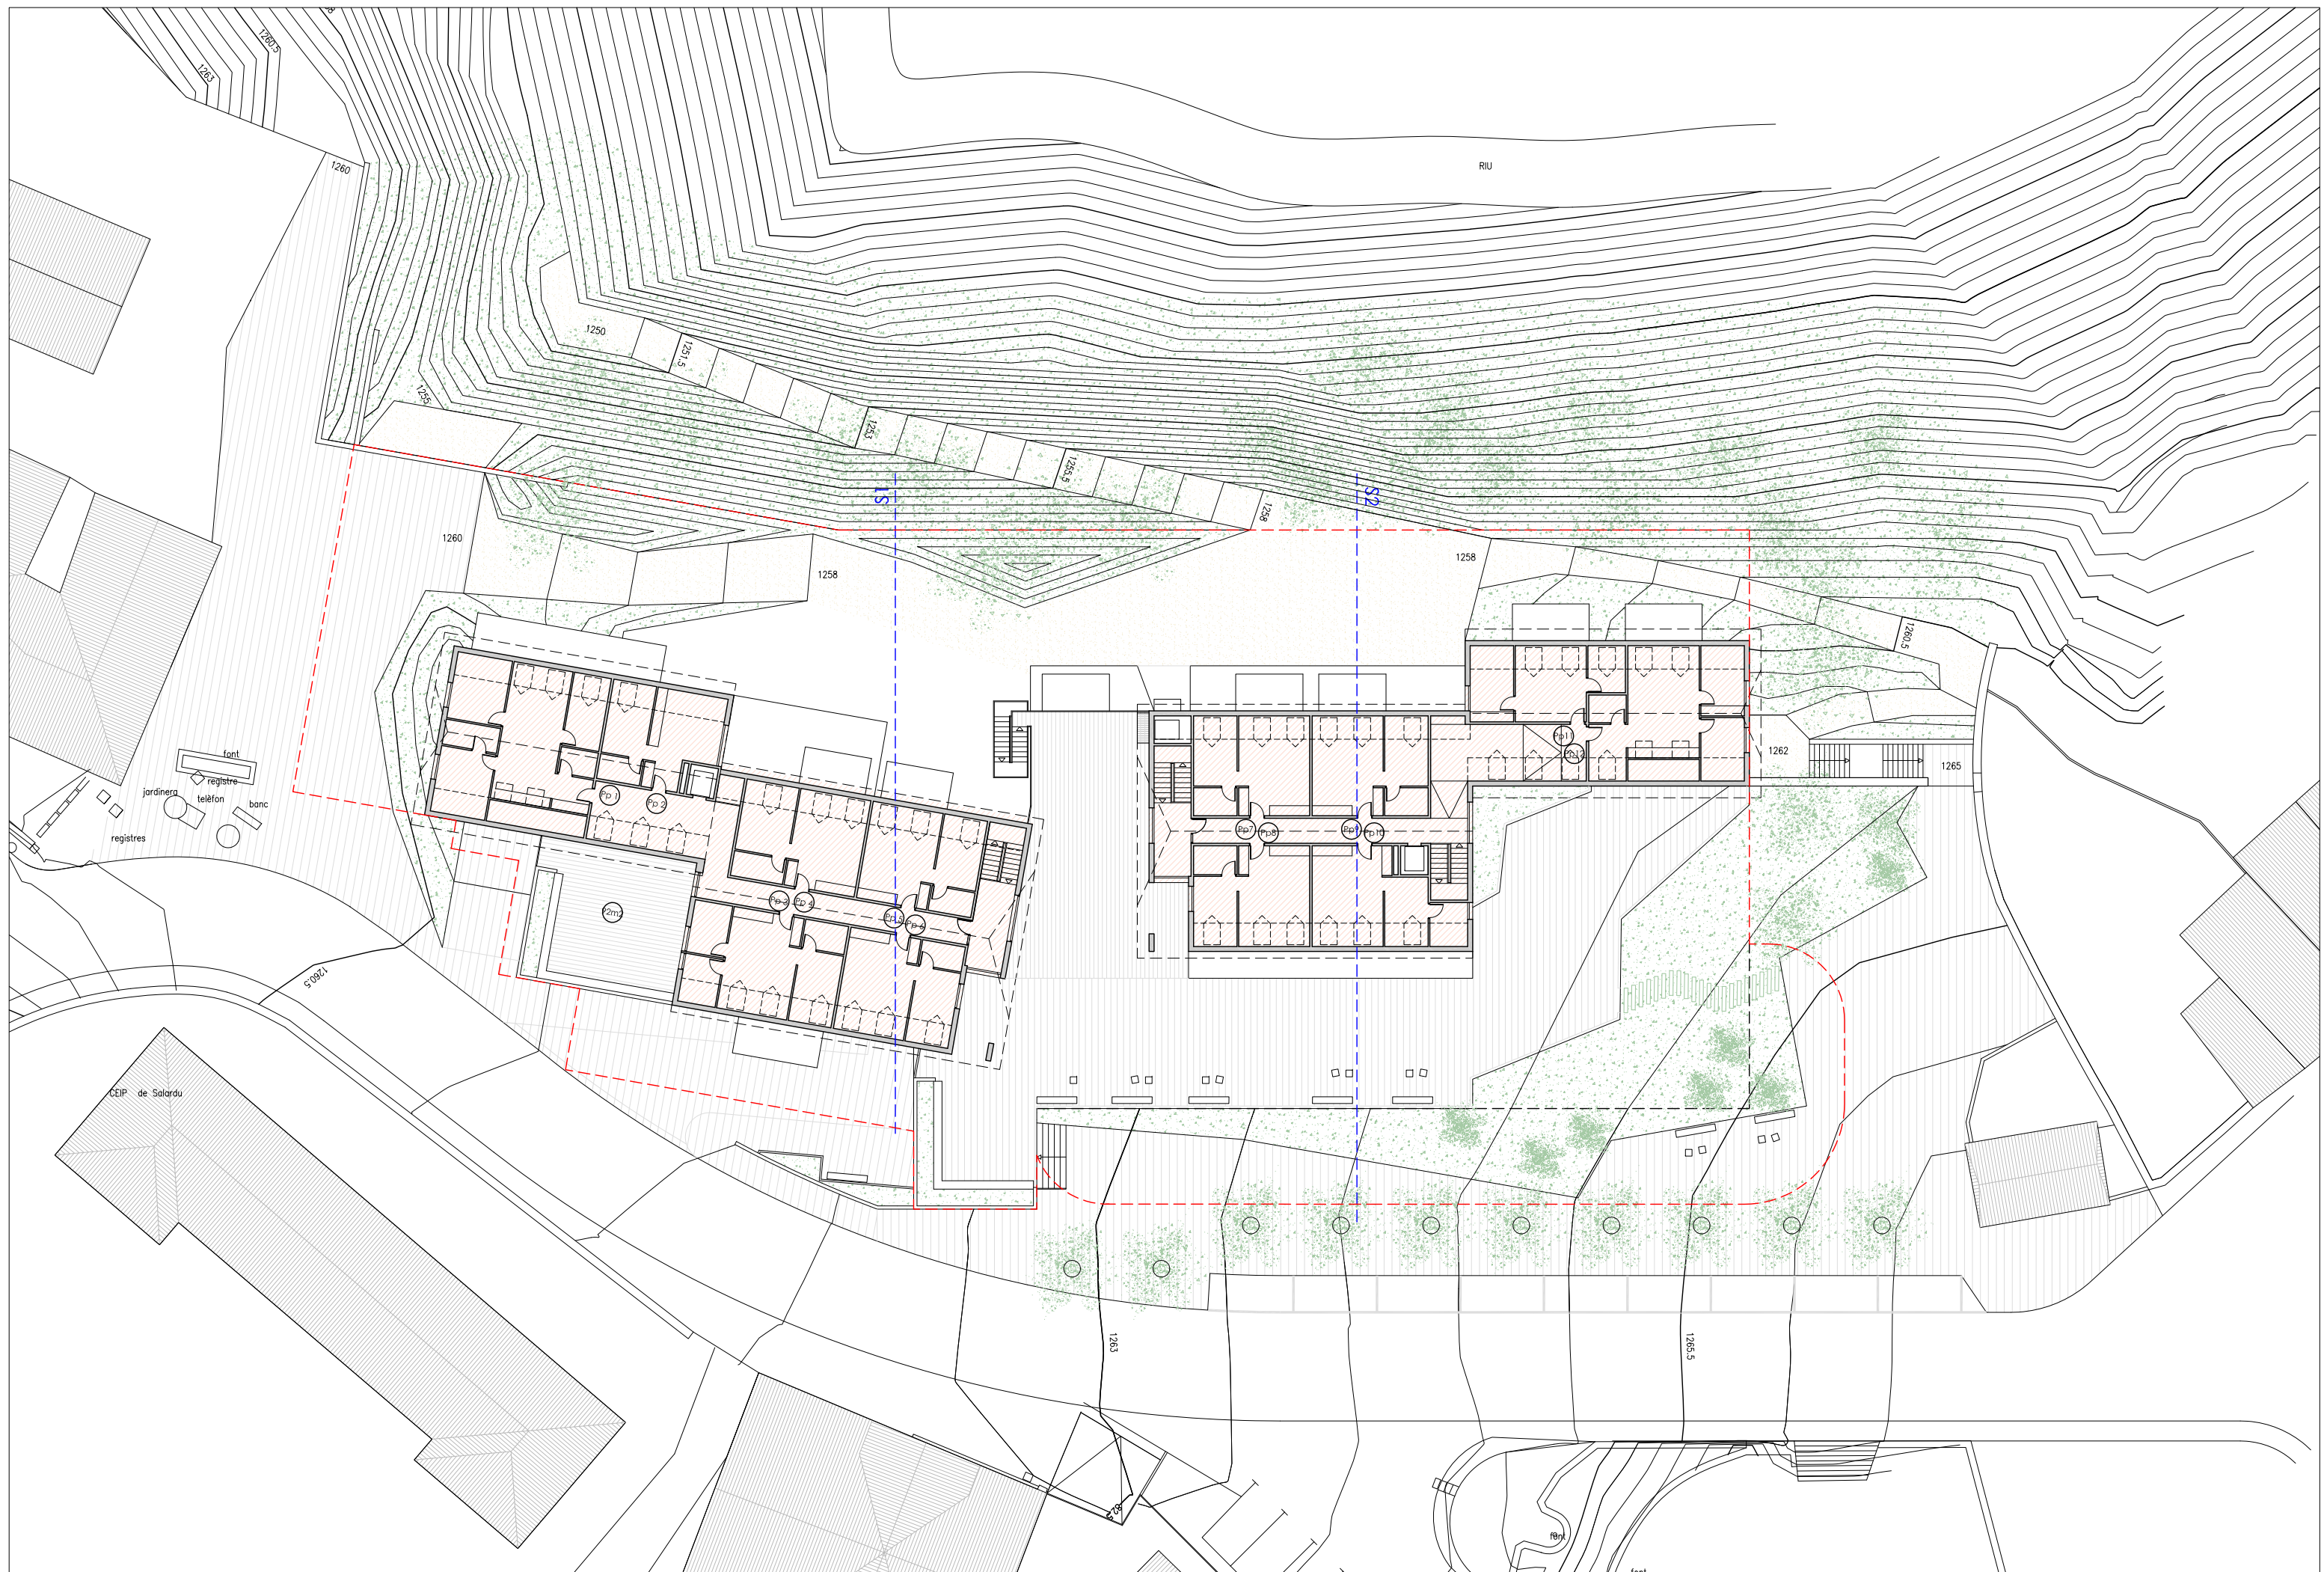 1260.5
1263
1260
RIU
1250
1251.5
1255
1253
1255.5
S1
S2
1258
1260
1258
1258
1260.5
1262
1265
font
registre
jardinera
telèfon
banc
registres
Pp 1
Pp 2
Pp 3
Pp 4
Pp 5
Pp 6
P2m2
Pp7
Pp8
Pp9
Pp10
Pp11
Pp12
1260.5
CEIP de Salardu
1263
1265.5
font
font